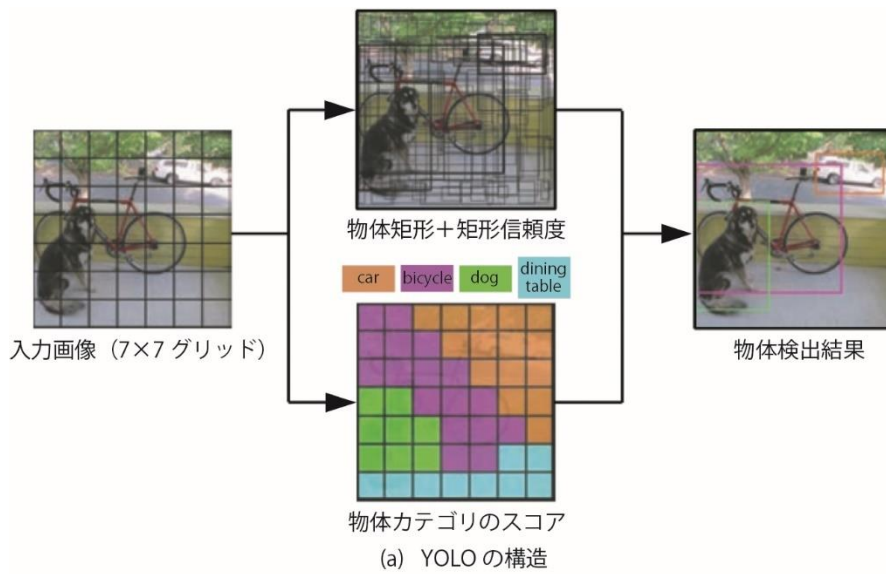 物体矩形＋矩形信頼度
car
bicycle
dog
dining
table
入力画像（7×7 グリッド）
物体検出結果
物体カテゴリのスコア
(a) YOLO の構造